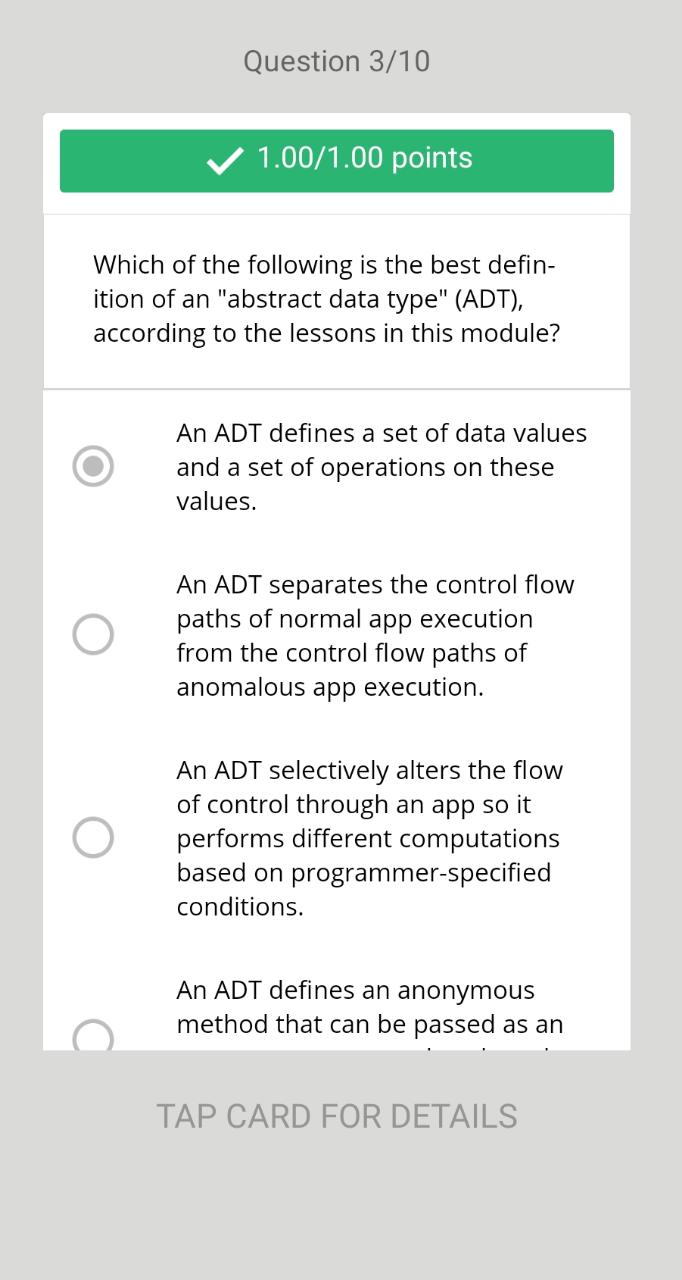 Question 3/10
1.00/1.00 points
Which of the following is the best defin-
ition of an "abstract data type" (ADT),
according to the lessons in this module?
An ADT defines a set of data values
and a set of operations on these
values.
An ADT separates the control flow
paths of normal app execution
from the control flow paths of
anomalous app execution.
An ADT selectively alters the flow
of control through an app so it
performs different computations
based on programmer-specified
conditions.
An ADT defines an anonymous
method that can be passed as an
TAP CARD FOR DETAILS